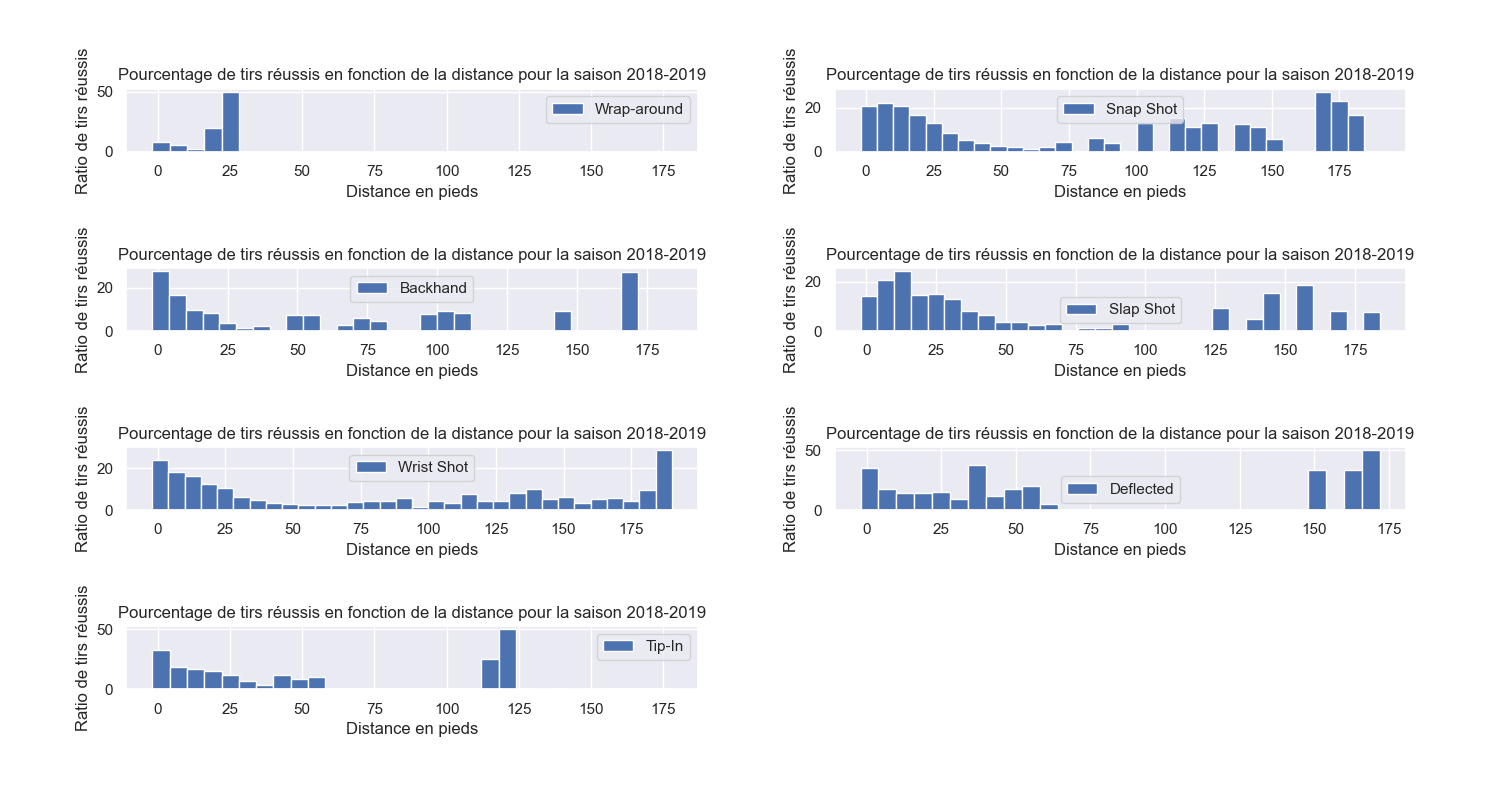 Pourcentage de tirs réussis en fonction de la distance pour la saison 2018-2019
Ratio de tirs réussis
50
0
Wrap-around
0 25 50 75 100 125 150 175
Distance en pieds
Pourcentage de tirs réussis en fonction de la distance pour la saison 2018-2019
Ratio de tirs réussis
20
0
Snap Shot
0 25 50 75 100 125 150 175
Distance en pieds
Pourcentage de tirs réussis en fonction de la distance pour la saison 2018-2019
Ratio de tirs réussis
20
0
Backhand
0 25 50 75 100 125 150 175
Distance en pieds
Pourcentage de tirs réussis en fonction de la distance pour la saison 2018-2019
Ratio de tirs réussis
20
0
Slap Shot
0 25 50 75 100 125 150 175
Distance en pieds
Pourcentage de tirs réussis en fonction de la distance pour la saison 2018-2019
Ratio de tirs réussis
20
0
Wrist Shot
0 25 50 75 100 125 150 175
Distance en pieds
Pourcentage de tirs réussis en fonction de la distance pour la saison 2018-2019
Ratio de tirs réussis
50
0
Deflected
0 25 50 75 100 125 150 175
Distance en pieds
Pourcentage de tirs réussis en fonction de la distance pour la saison 2018-2019
Ratio de tirs réussis
50
0
Tip-In
0 25 50 75 100 125 150 175
Distance en pieds